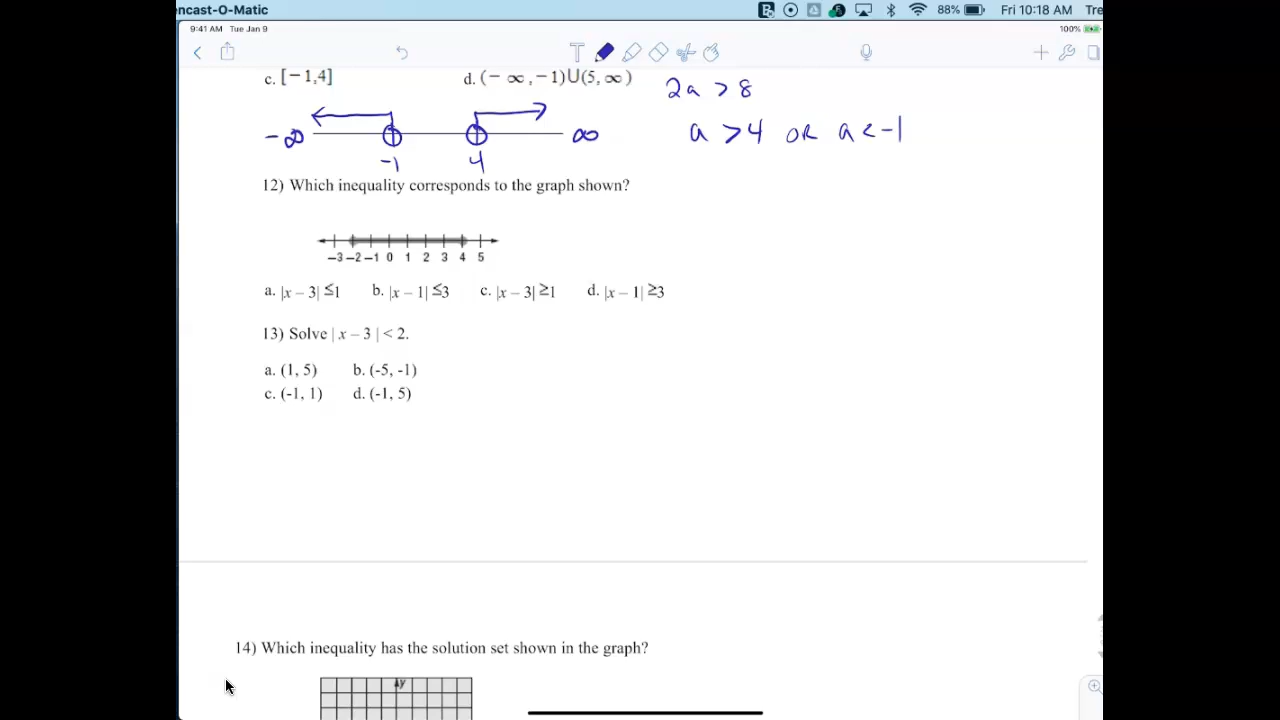 encast-O-Matic 88% Fri 10:18 AM Tre
9:41 AM Tue Jan 9 100%
c. [−1,4] d. (− ∞ ,−1)∪(5,∞) 2a > 8
−∞ ∞ a > 4 OR a < −1
−1 4
12) Which inequality corresponds to the graph shown?
−3 −2 −1 0 1 2 3 4 5
a. |x − 3| ≤1 b. |x − 1| ≤3 c. |x − 3| ≥1 d. |x − 1| ≥3
13) Solve | x − 3 | < 2.
a. (1, 5) b. (-5, -1)
c. (-1, 1) d. (-1, 5)
14) Which inequality has the solution set shown in the graph?
y